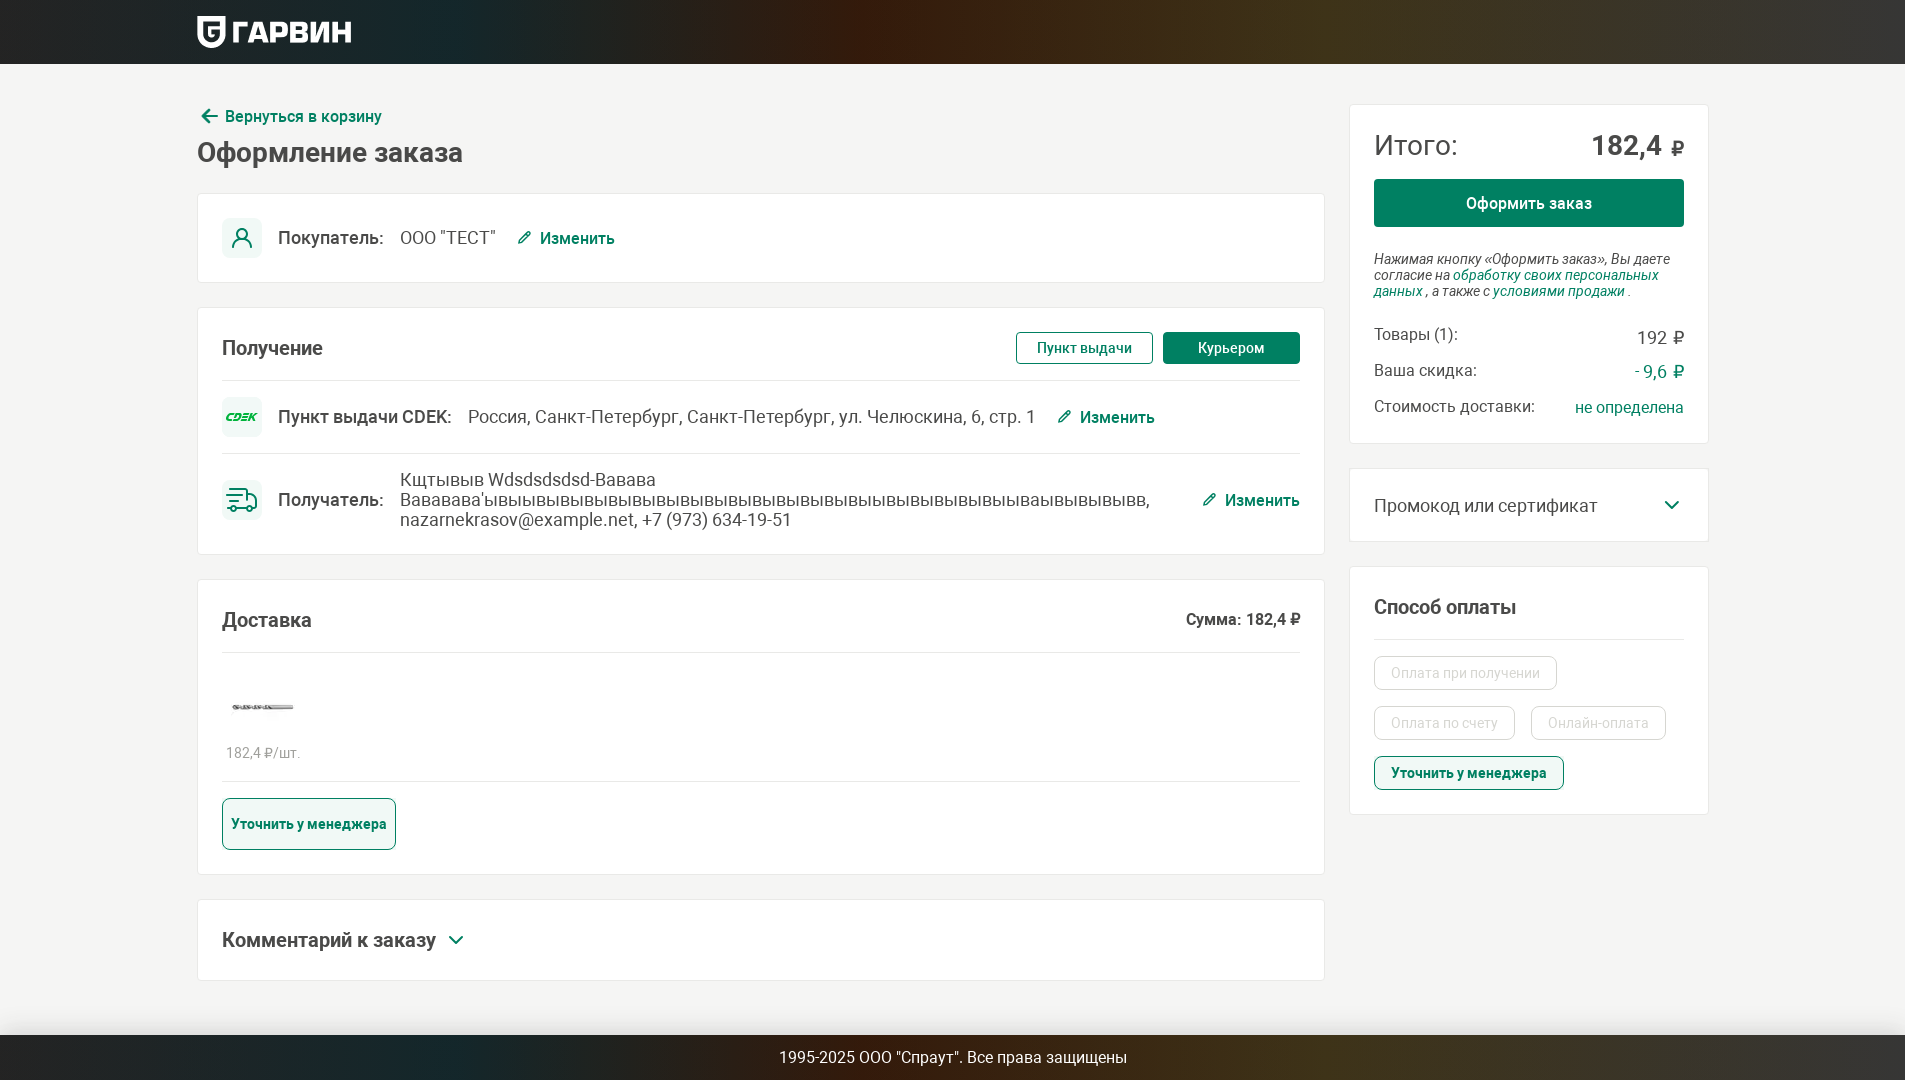 ГАРВИН
Вернуться в корзину
Оформление заказа
Покупатель: ООО "ТЕСТ" Изменить
Получение Пункт выдачи Курьером
CDEK Пункт выдачи CDEK: Россия, Санкт-Петербург, Санкт-Петербург, ул. Челюскина, 6, стр. 1 Изменить
Получатель: Кщтывыв Wdsdsdsdsd-Вавава
Вавававa'ывыывывывывывывывывывывывывывывыывывывывывывыываывывывывв,
nazarnekrasov@example.net, +7 (973) 634-19-51
Изменить
Доставка Сумма: 182,4 ₽
182,4 ₽/шт.
Уточнить у менеджера
Комментарий к заказу
Итого: 182,4 ₽
Оформить заказ
Нажимая кнопку «Оформить заказ», Вы даете
согласие на обработку своих персональных
данных , а также с условиями продажи .
Товары (1): 192 ₽
Ваша скидка: - 9,6 ₽
Стоимость доставки: не определена
Промокод или сертификат
Способ оплаты
Оплата при получении
Оплата по счету Онлайн-оплата
Уточнить у менеджера
1995-2025 ООО "Спраут". Все права защищены